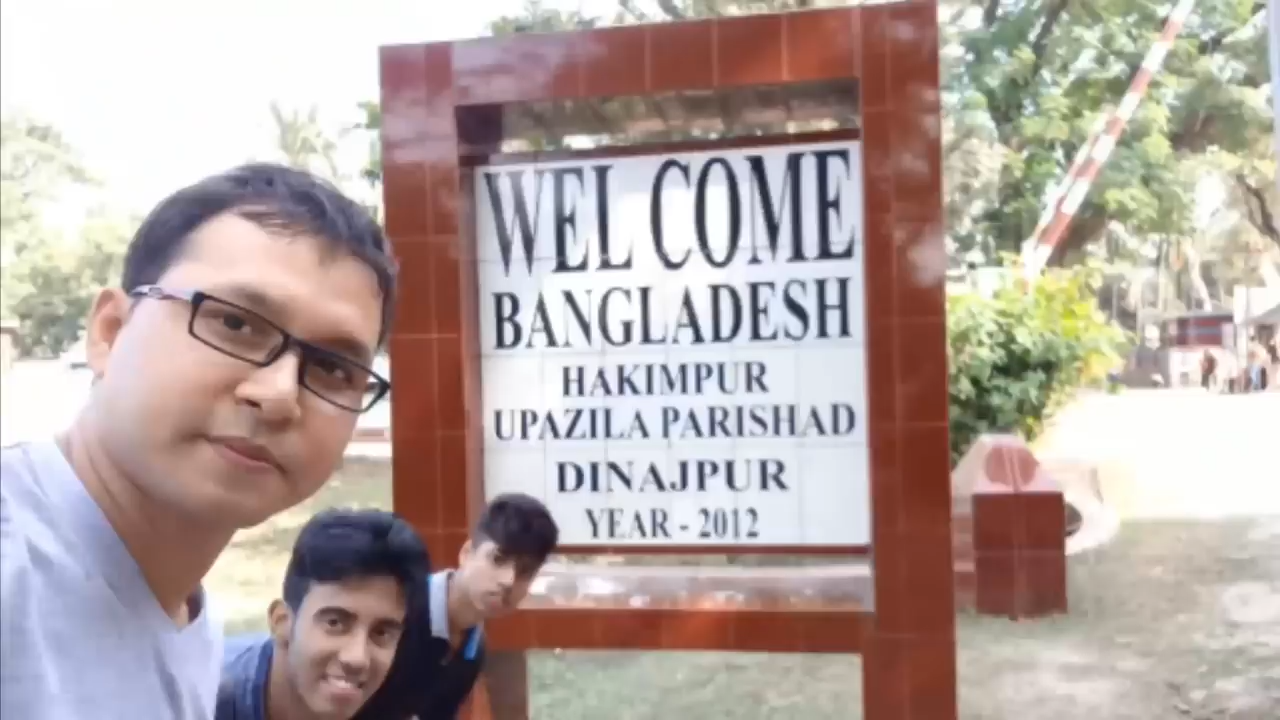 WEL COME
BANGLADESH
HAKIMPUR
UPAZILA PARISHAD
DINAJPUR
YEAR - 2012